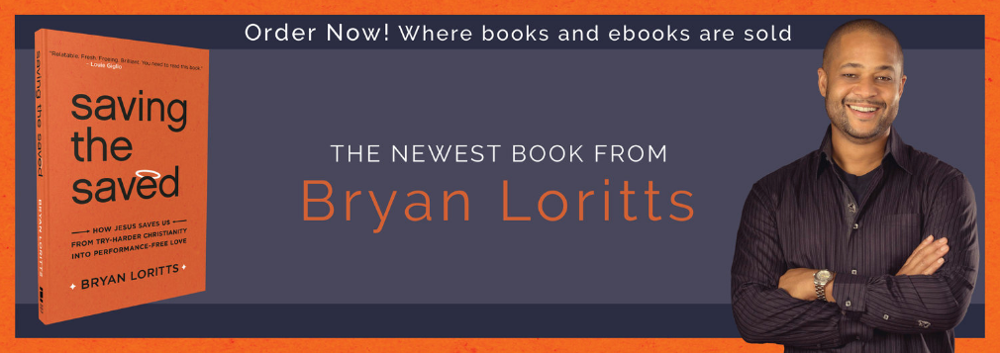 Order Now! Where books and ebooks are sold
"Relatable. Fresh. Freeing. Brilliant. You need to read this book."
– Louie Giglio
saving
the
saved
HOW JESUS SAVES US
FROM TRY-HARDER CHRISTIANITY
INTO PERFORMANCE-FREE LOVE
BRYAN LORITTS
saving the saved
BRYAN LORITTS
THE NEWEST BOOK FROM
Bryan Loritts